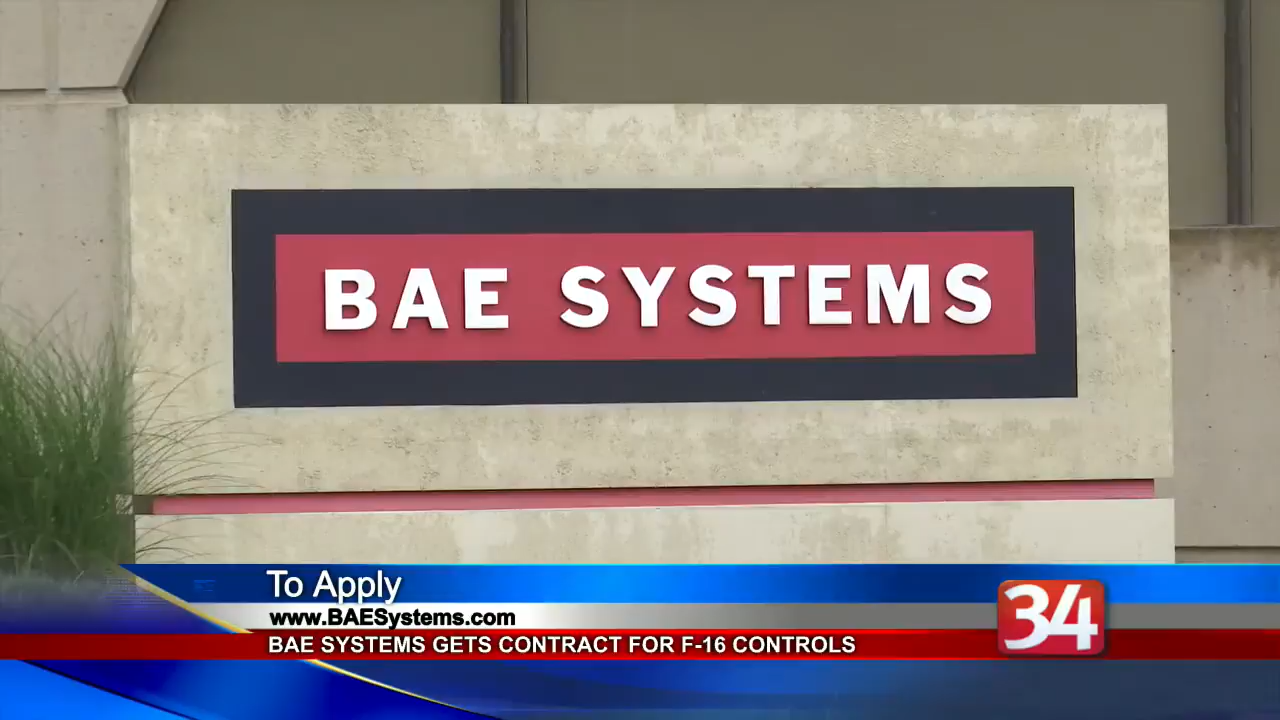 BAE SYSTEMS
To Apply
www.BAESystems.com
BAE SYSTEMS GETS CONTRACT FOR F-16 CONTROLS
34